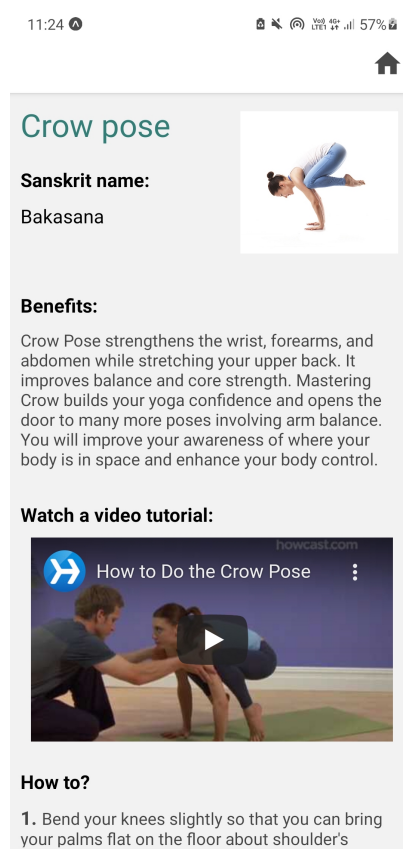 11:24
Vo)) 4G+
LTE1 57%
Crow pose
Sanskrit name:
Bakasana
Benefits:
Crow Pose strengthens the wrist, forearms, and
abdomen while stretching your upper back. It
improves balance and core strength. Mastering
Crow builds your yoga confidence and opens the
door to many more poses involving arm balance.
You will improve your awareness of where your
body is in space and enhance your body control.
Watch a video tutorial:
howcast.com
How to Do the Crow Pose
How to?
1. Bend your knees slightly so that you can bring
your palms flat on the floor about shoulder's